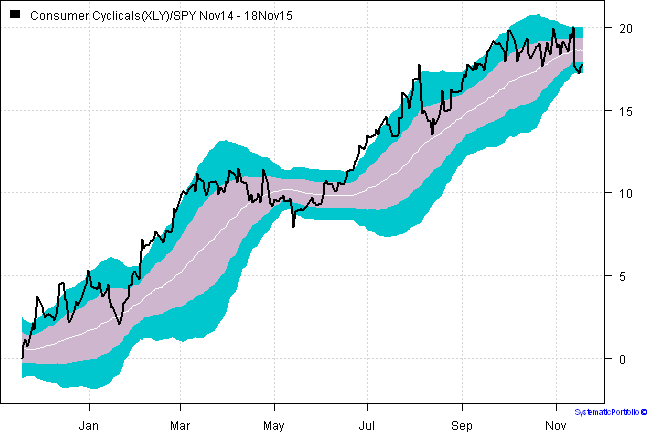 Consumer Cyclicals(XLY)/SPY Nov14 - 18Nov15
20
15
10
5
0
Jan Mar May Jul Sep Nov
SystematicPortfolio ©